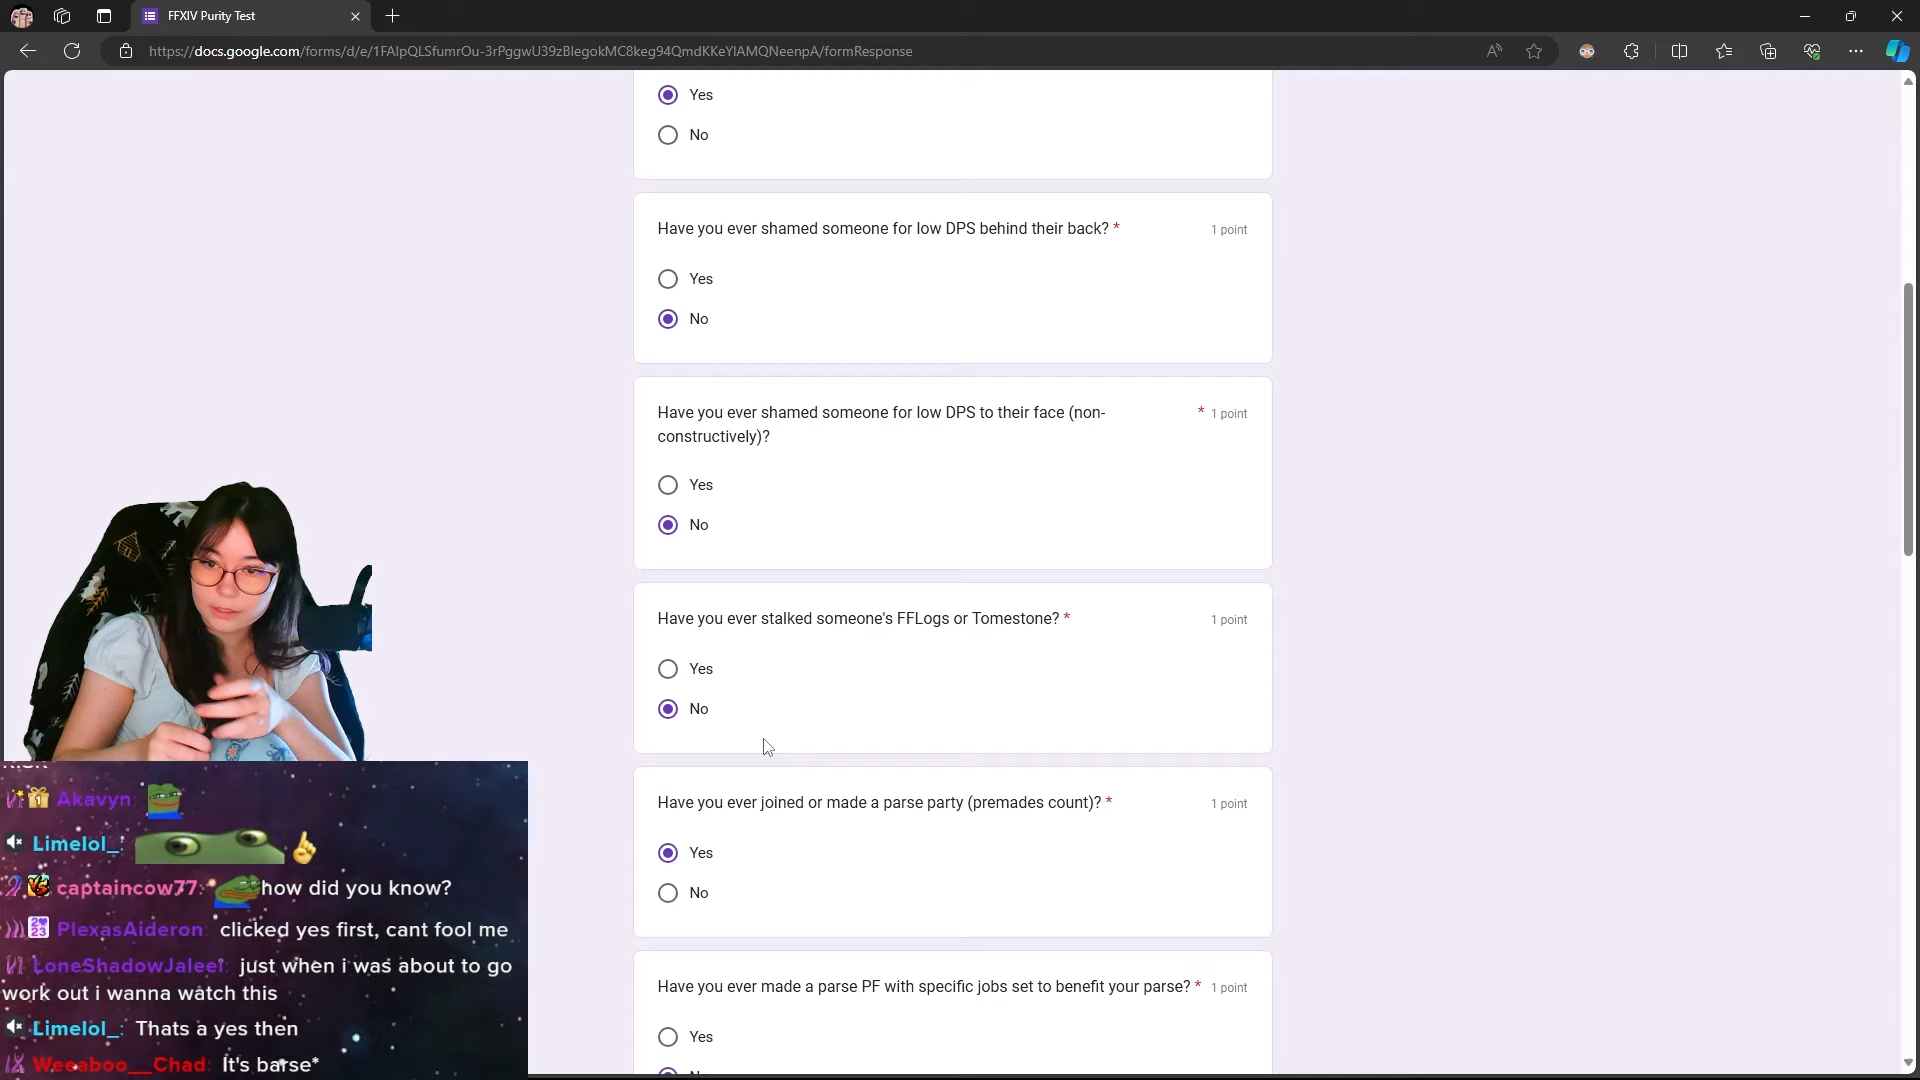 FFXIV Purity Test
https://docs.google.com/forms/d/e/1FAIpQLSfumrOu-3rPggwU39zBlegokMC8keg94QmdKKeYlAMQNeenpA/formResponse
Yes
No
Have you ever shamed someone for low DPS behind their back? *
1 point
Yes
No
Have you ever shamed someone for low DPS to their face (non-
constructively)?
* 1 point
Yes
No
Have you ever stalked someone's FFLogs or Tomestone? *
1 point
Yes
No
Have you ever joined or made a parse party (premades count)? *
1 point
Yes
No
Have you ever made a parse PF with specific jobs set to benefit your parse? *
1 point
Yes
Akavyn:
Limelol_:
captaincow77: how did you know?
PlexasAideron: clicked yes first, cant fool me
LoneShadowJaleel: just when i was about to go
work out i wanna watch this
Limelol_: Thats a yes then
Weeaboo__Chad: It's barse*